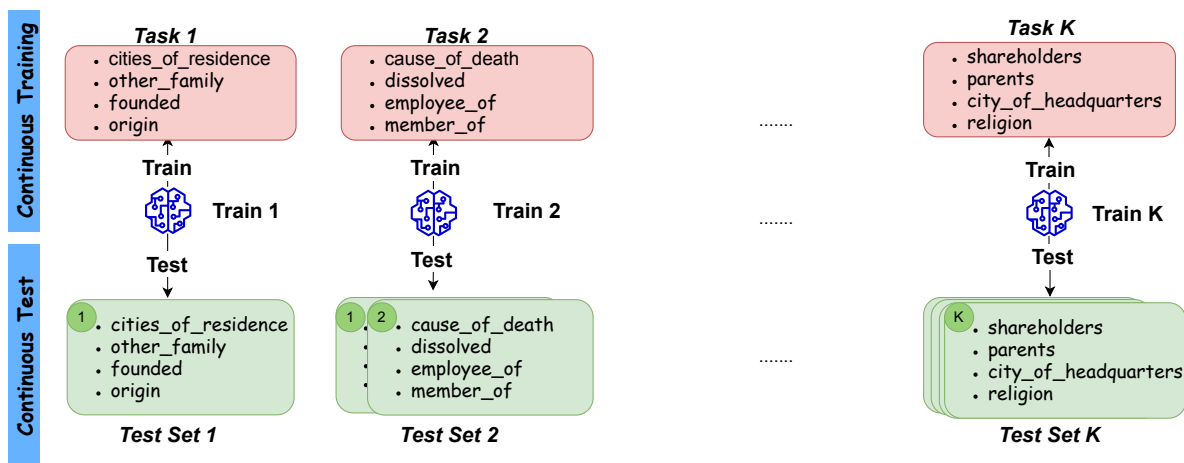 Continuous Training
Task 1
• cities_of_residence
• other_family
• founded
• origin
Train
Train 1
Task 2
• cause_of_death
• dissolved
• employee_of
• member_of
Train
Train 2
.......
.......
Task K
• shareholders
• parents
• city_of_headquarters
• religion
Train
Train K
Continuous Test
Test
1
• cities_of_residence
• other_family
• founded
• origin
Test Set 1
Test
1
2
• cause_of_death
• dissolved
• employee_of
• member_of
Test Set 2
.......
Test
K
• shareholders
• parents
• city_of_headquarters
• religion
Test Set K